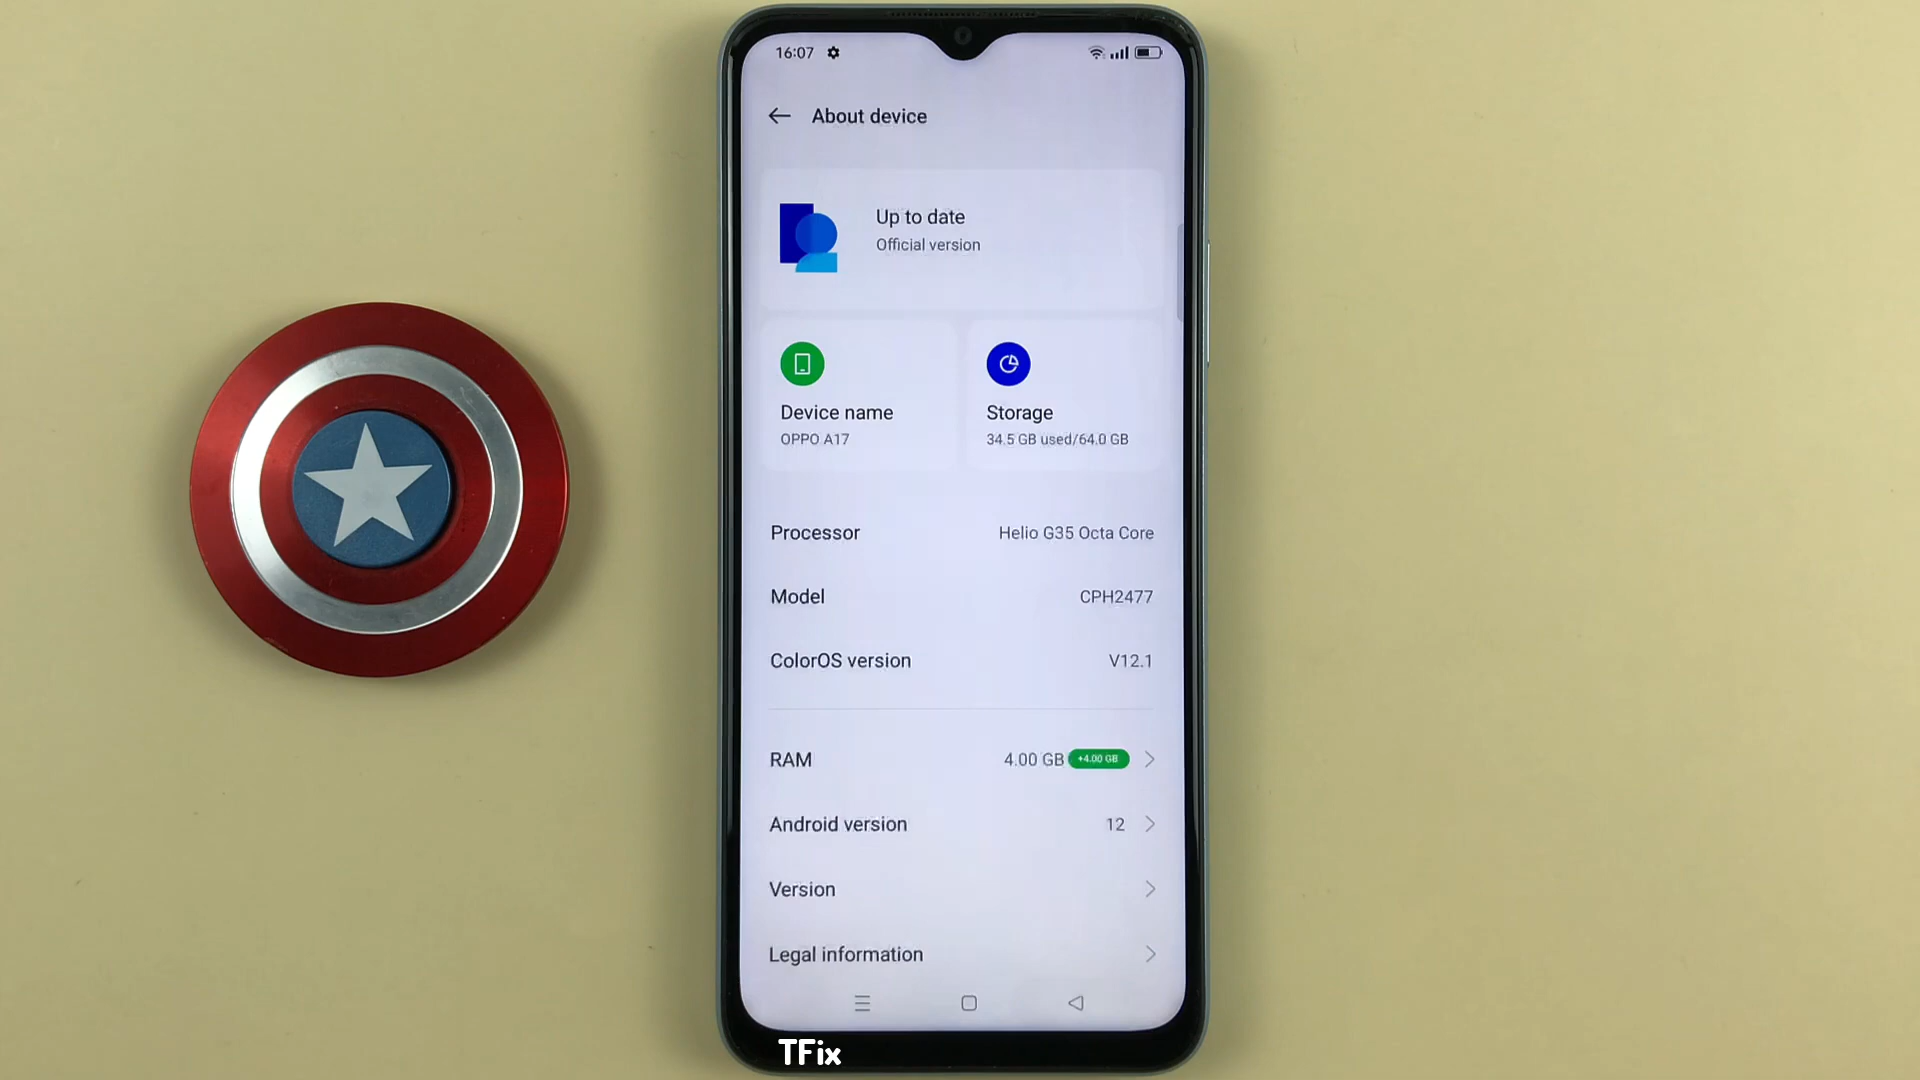 16:07
About device
Up to date
Official version
Device name
OPPO A17
Storage
34.5 GB used/64.0 GB
Processor Helio G35 Octa Core
Model CPH2477
ColorOS version V12.1
RAM 4.00 GB +4.00 GB
Android version 12
Version
Legal information
TFix